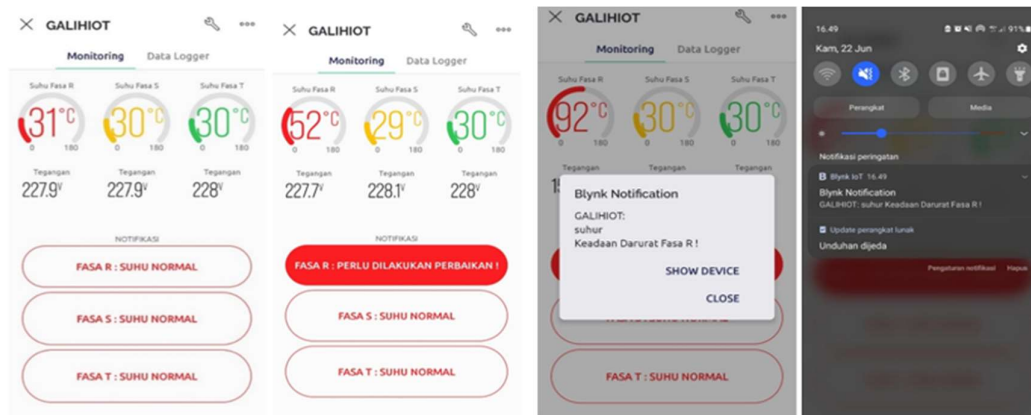 GALIHIOT
Monitoring Data Logger
Suhu Fasa R Suhu Fasa S Suhu Fasa T
31°C 30°C 30°C
0 180 0 180 0 180
Tegangan Tegangan Tegangan
227.9V 227.9V 228V
NOTIFIKASI
FASA R : SUHU NORMAL
FASA S : SUHU NORMAL
FASA T : SUHU NORMAL
GALIHIOT
Monitoring Data Logger
Suhu Fasa R Suhu Fasa S Suhu Fasa T
52°C 29°C 30°C
0 180 0 180 0 180
Tegangan Tegangan Tegangan
227.7V 228.1V 228V
NOTIFIKASI
FASA R : PERLU DILAKUKAN PERBAIKAN !
FASA S : SUHU NORMAL
FASA T : SUHU NORMAL
GALIHIOT
Monitoring Data Logger
Suhu Fasa R Suhu Fasa S Suhu Fasa T
92°C 30°C 30°C
0 180 0 180 0 180
Tegangan Tegangan Tegangan
Blynk Notification
GALIHIOT:
suhur
Keadaan Darurat Fasa R !
SHOW DEVICE
CLOSE
FASA T : SUHU NORMAL
16.49 91%
Kam, 22 Jun
Perangkat Media
Notifikasi peringatan
Blynk IoT 16.49
Blynk Notification
GALIHIOT: suhur Keadaan Darurat Fasa R !
Update perangkat lunak
Unduhan dijeda
Pengaturan notifikasi Hapus